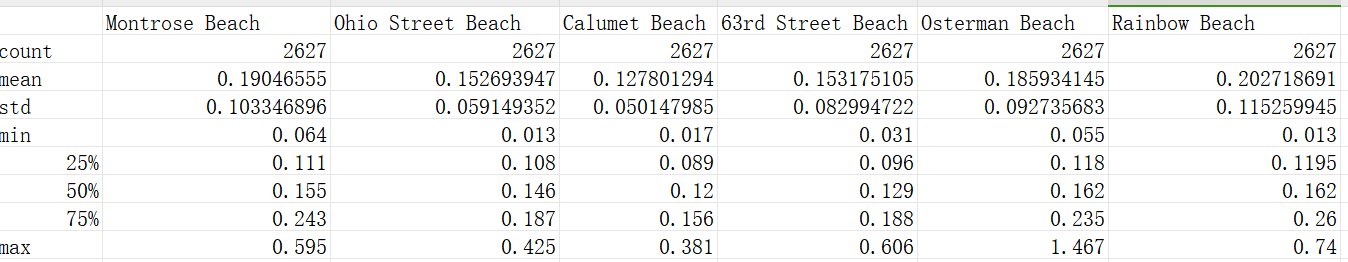 Montrose Beach Ohio Street Beach Calumet Beach 63rd Street Beach Osterman Beach Rainbow Beach
count 2627 2627 2627 2627 2627 2627
mean 0.19046555 0.152693947 0.127801294 0.153175105 0.185934145 0.202718691
std 0.103346896 0.059149352 0.050147985 0.082994722 0.092735683 0.115259945
min 0.064 0.013 0.017 0.031 0.055 0.013
25% 0.111 0.108 0.089 0.096 0.118 0.1195
50% 0.155 0.146 0.12 0.129 0.162 0.162
75% 0.243 0.187 0.156 0.188 0.235 0.26
max 0.595 0.425 0.381 0.606 1.467 0.74